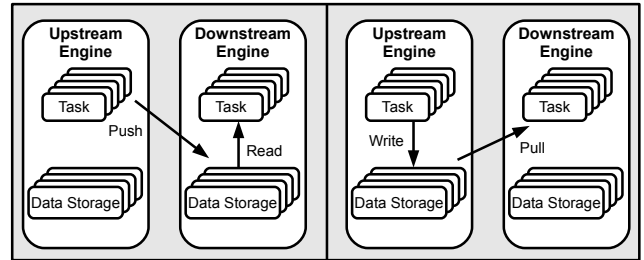 Upstream
Engine
Task
Push
Data Storage
Downstream
Engine
Task
Read
Data Storage
Upstream
Engine
Task
Write
Data Storage
Downstream
Engine
Task
Pull
Data Storage